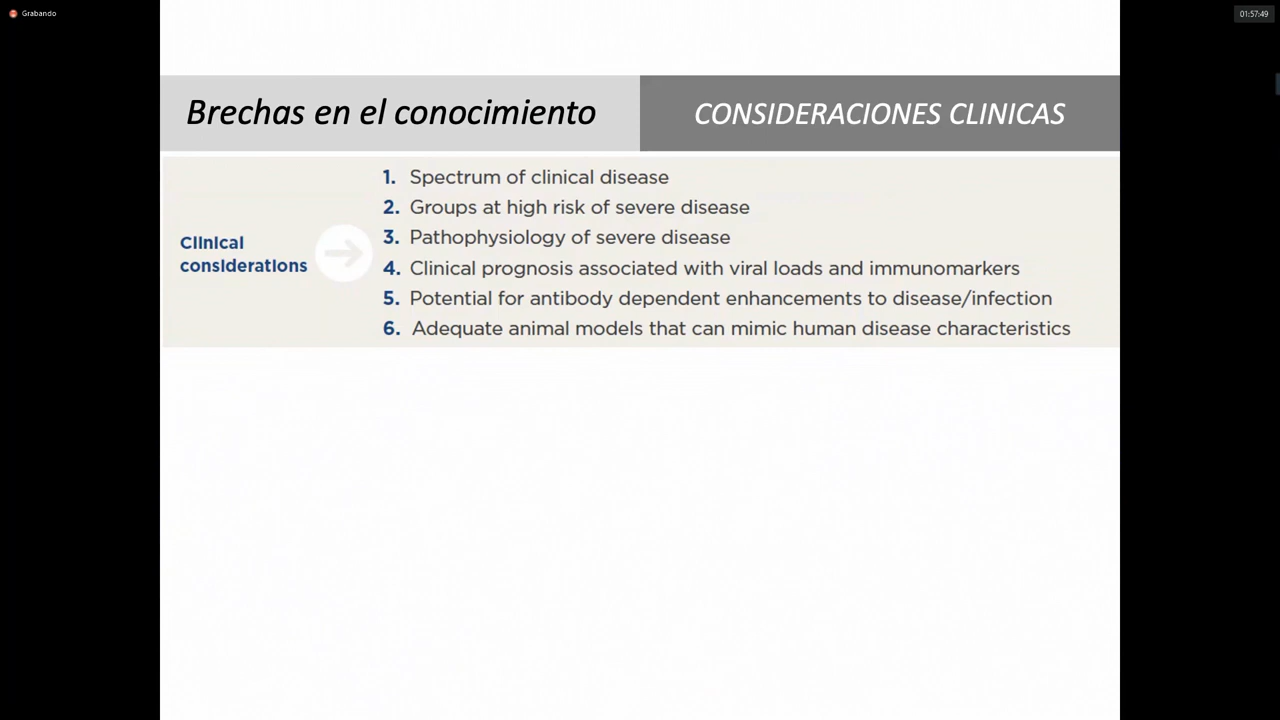 Grabando
01:57:49
Brechas en el conocimiento
CONSIDERACIONES CLINICAS
Clinical
considerations
1. Spectrum of clinical disease
2. Groups at high risk of severe disease
3. Pathophysiology of severe disease
4. Clinical prognosis associated with viral loads and immunomarkers
5. Potential for antibody dependent enhancements to disease/infection
6. Adequate animal models that can mimic human disease characteristics